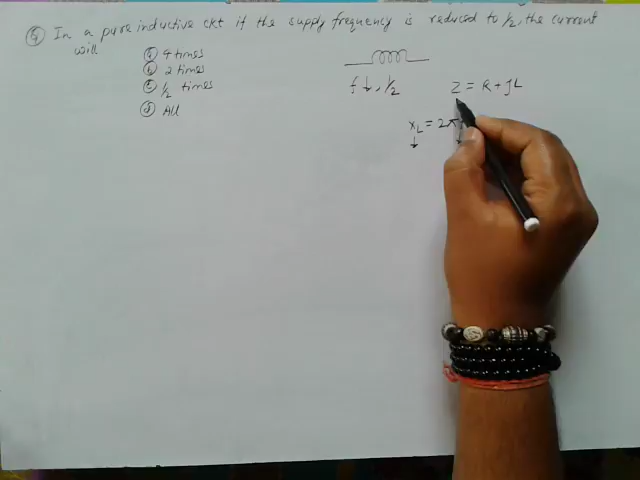 Q In a pure inductive ckt if the supply frequency is reduced to 1/2, the current
will
(a) 4 times
(b) 2 times
(c) 1/2 times
(d) All
f ↓, 1/2
Z = R + JL
XL = 2π
↓ ↓